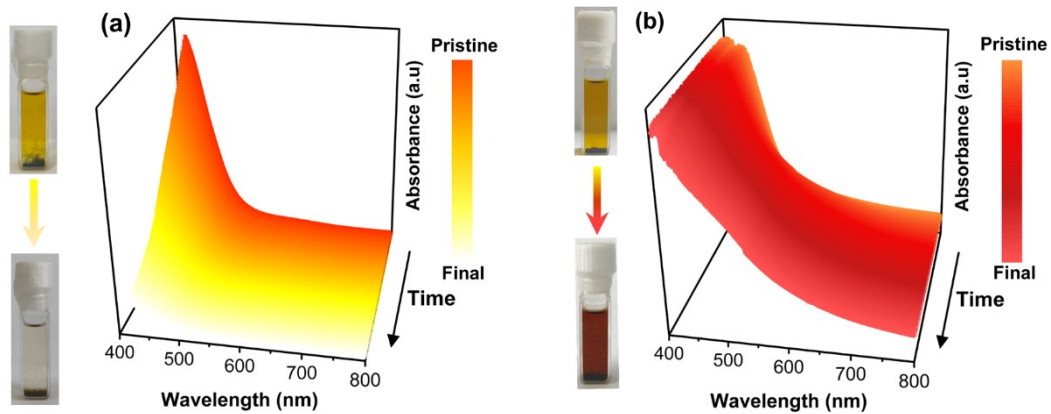 (a)
Pristine
Absorbance (a.u)
Final
Time
400
500
600
700
800
Wavelength (nm)
(b)
Pristine
Absorbance (a.u)
Final
Time
400
500
600
700
800
Wavelength (nm)